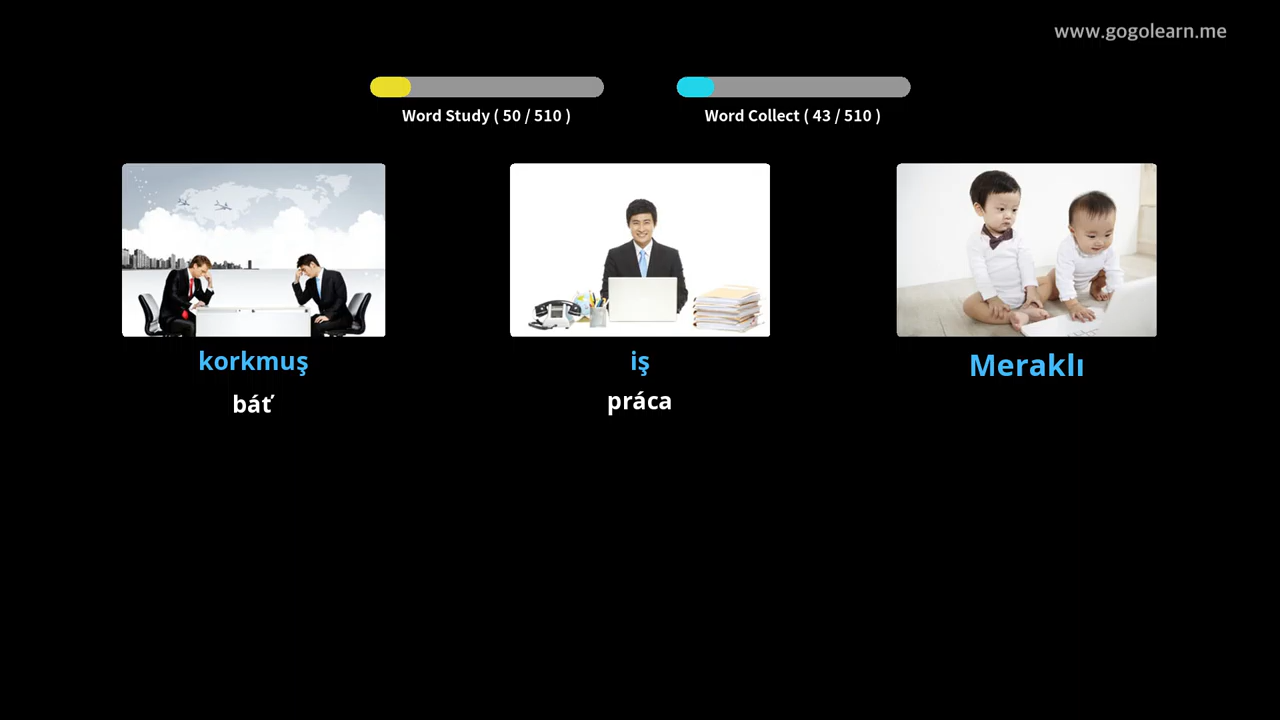 www.gogolearn.me
Word Study ( 50 / 510 )
Word Collect ( 43 / 510 )
korkmuş
báť
iş
práca
Meraklı